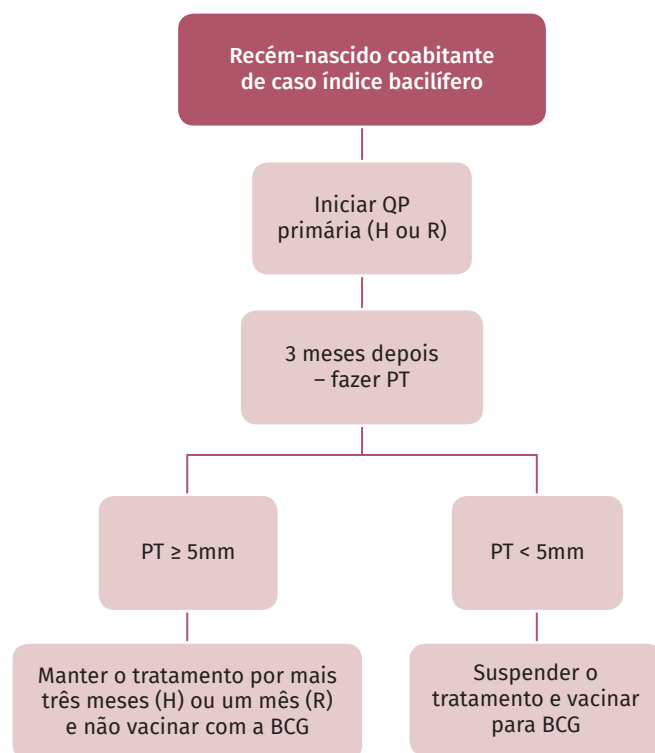 Recém-nascido coabitante
de caso índice bacilífero
Iniciar QP
primária (H ou R)
3 meses depois
– fazer PT
PT ≥ 5mm
PT < 5mm
Manter o tratamento por mais
três meses (H) ou um mês (R)
e não vacinar com a BCG
Suspender o
tratamento e vacinar
para BCG